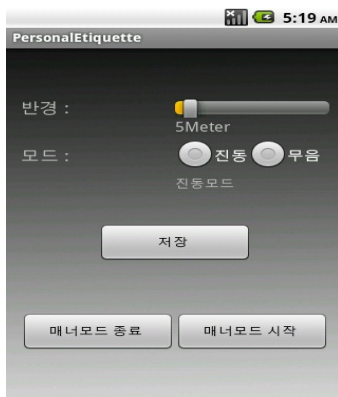 5:19 AM
PersonalEtiquette
반경 :
5Meter
모드 : 진동 무음
진동모드
저장
매너모드 종료 매너모드 시작